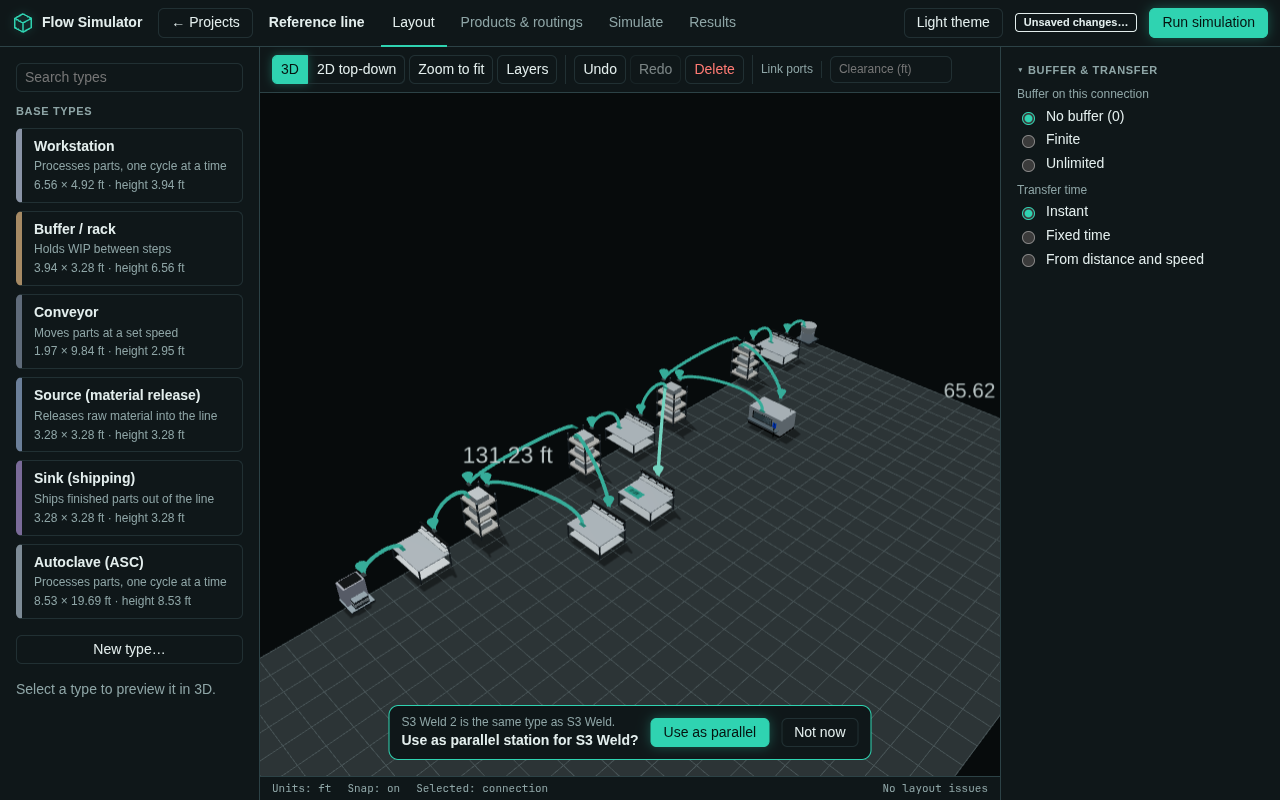 Flow Simulator
← Projects
Reference line
Layout
Products & routings
Simulate
Results
Light theme
Unsaved changes…
Run simulation
Search types
BASE TYPES
Workstation
Processes parts, one cycle at a time
6.56 × 4.92 ft · height 3.94 ft
Buffer / rack
Holds WIP between steps
3.94 × 3.28 ft · height 6.56 ft
Conveyor
Moves parts at a set speed
1.97 × 9.84 ft · height 2.95 ft
Source (material release)
Releases raw material into the line
3.28 × 3.28 ft · height 3.28 ft
Sink (shipping)
Ships finished parts out of the line
3.28 × 3.28 ft · height 3.28 ft
Autoclave (ASC)
Processes parts, one cycle at a time
8.53 × 19.69 ft · height 8.53 ft
New type…
Select a type to preview it in 3D.
3D
2D top-down
Zoom to fit
Layers
Undo
Redo
Delete
Link ports
Clearance (ft)
65.62
131.23 ft
S3 Weld 2 is the same type as S3 Weld.
Use as parallel station for S3 Weld?
Use as parallel
Not now
Units: ft
Snap: on
Selected: connection
No layout issues
▾ BUFFER & TRANSFER
Buffer on this connection
No buffer (0)
Finite
Unlimited
Transfer time
Instant
Fixed time
From distance and speed